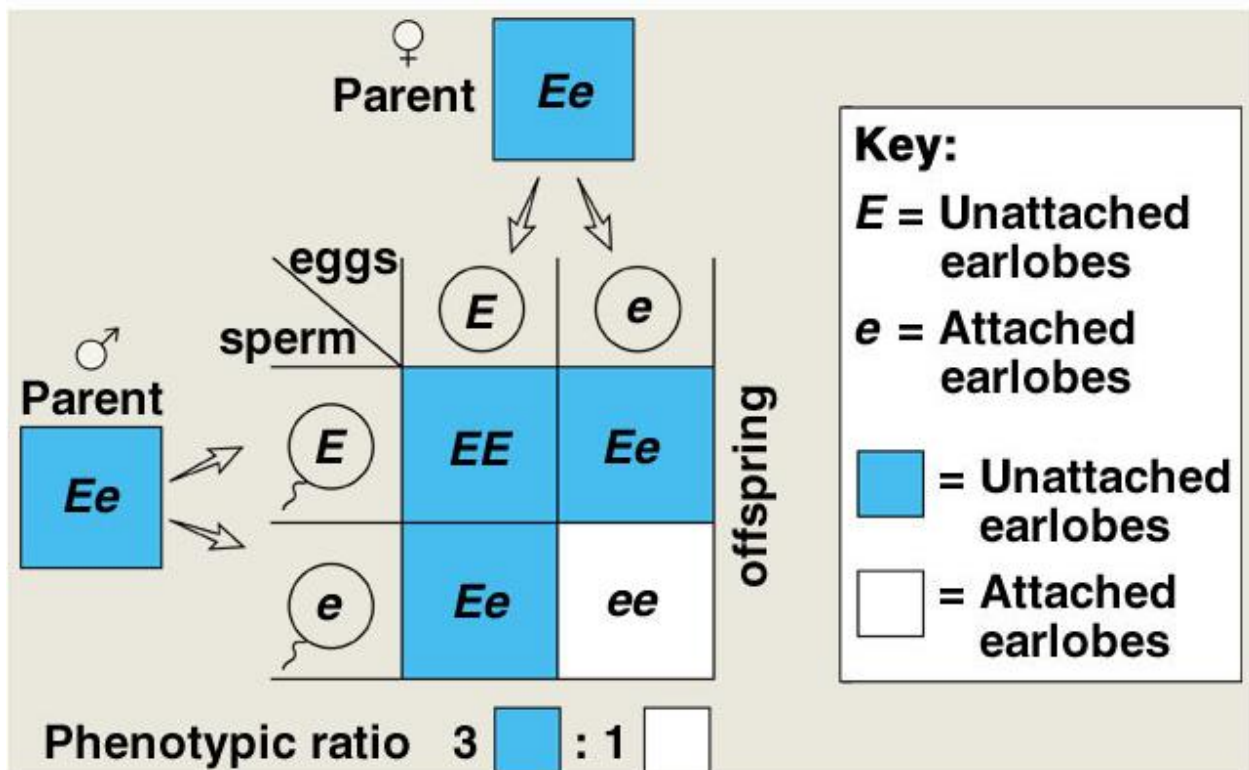 ♀
Parent
Ee
eggs
sperm
E
e
♂
Parent
Ee
E
EE
Ee
e
Ee
ee
offspring
Phenotypic ratio 3 : 1
Key:
E = Unattached
earlobes
e = Attached
earlobes
= Unattached
earlobes
= Attached
earlobes